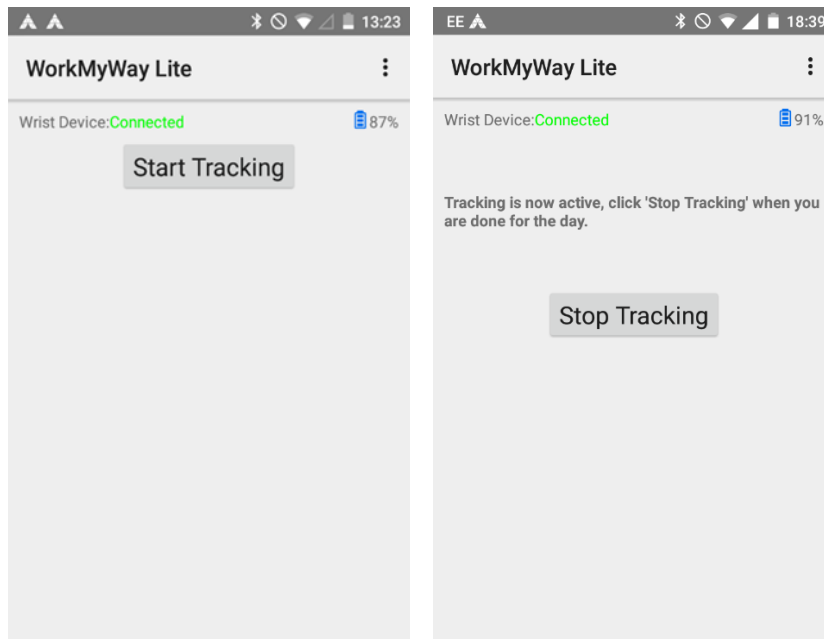 13:23
WorkMyWay Lite
Wrist Device:Connected 87%
Start Tracking
EE 18:39
WorkMyWay Lite
Wrist Device:Connected 91%
Tracking is now active, click 'Stop Tracking' when you
are done for the day.
Stop Tracking